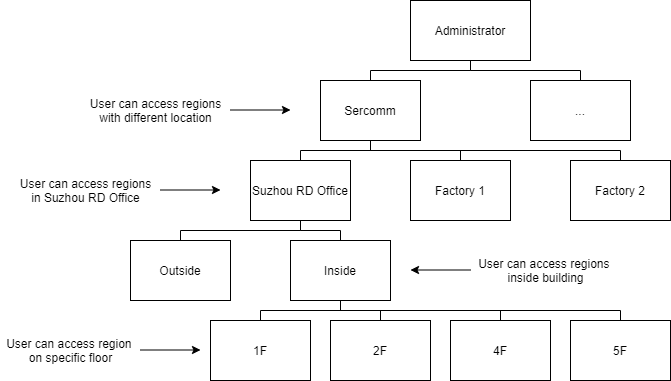 Administrator
User can access regions
with different location
Sercomm
...
User can access regions
in Suzhou RD Office
Suzhou RD Office
Factory 1
Factory 2
Outside
Inside
User can access regions
inside building
User can access region
on specific floor
1F
2F
4F
5F